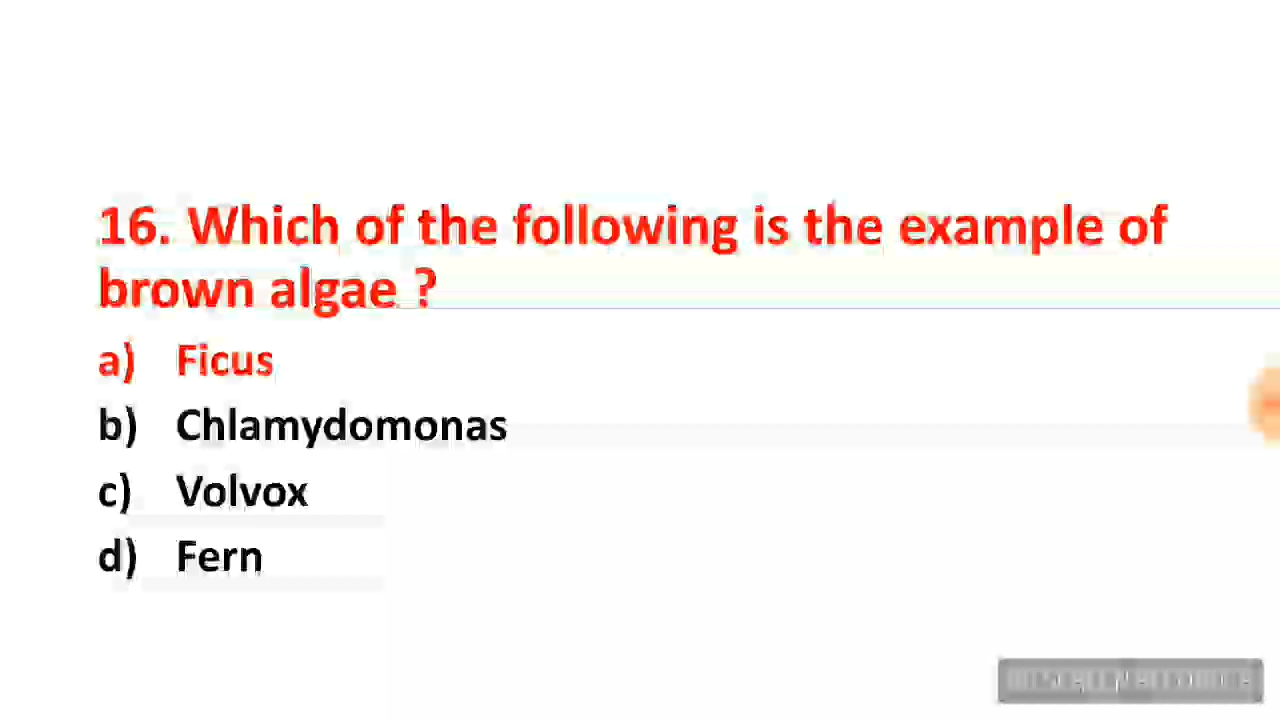 16. Which of the following is the example of
brown algae ?
a) Ficus
b) Chlamydomonas
c) Volvox
d) Fern